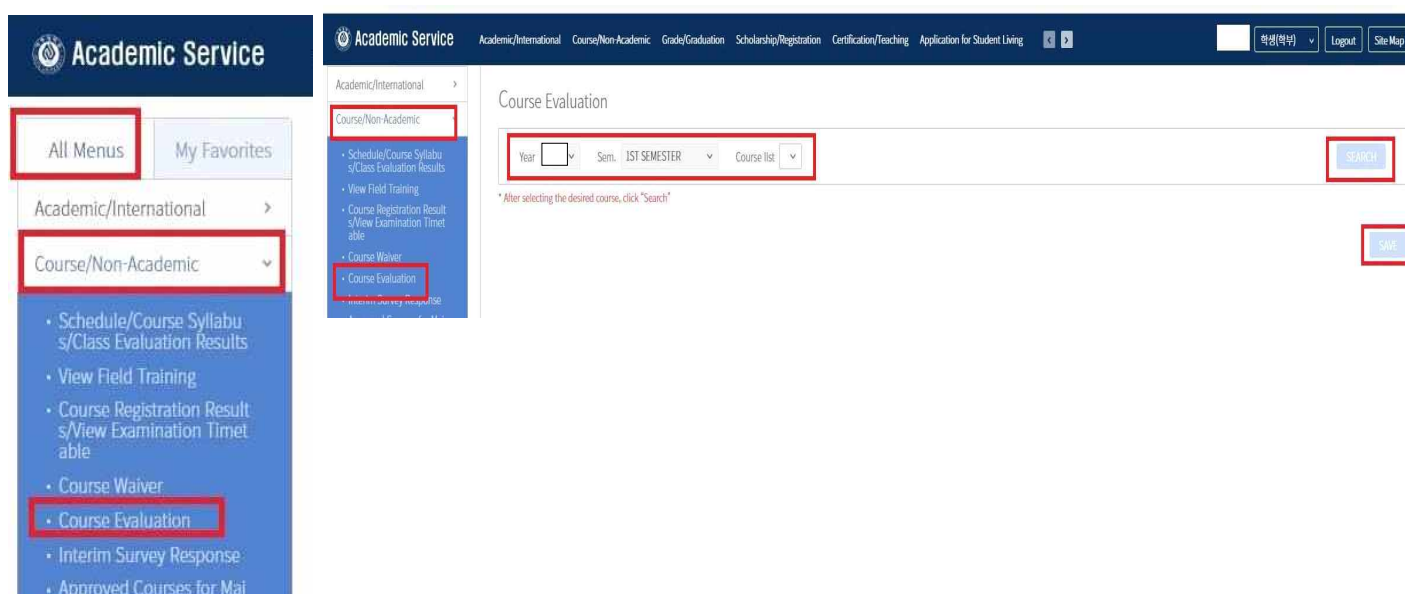 Academic Service
All Menus
My Favorites
Academic/International
Course/Non-Academic
• Schedule/Course Syllabu
s/Class Evaluation Results
• View Field Training
• Course Registration Result
s/View Examination Timet
able
• Course Waiver
• Course Evaluation
• Interim Survey Response
• Approved Courses for Maj
Academic Service
Academic/International Course/Non-Academic Grade/Graduation Scholarship/Registration Certification/Teaching Application for Student Living
학생(학부)
Logout
Site Map
Academic/International
Course/Non-Academic
• Schedule/Course Syllabu
s/Class Evaluation Results
• View Field Training
• Course Registration Result
s/View Examination Timet
able
• Course Waiver
• Course Evaluation
• Interim Survey Response
Course Evaluation
Year Sem. 1ST SEMESTER Course list
SEARCH
* After selecting the desired course, click "Search"
SAVE